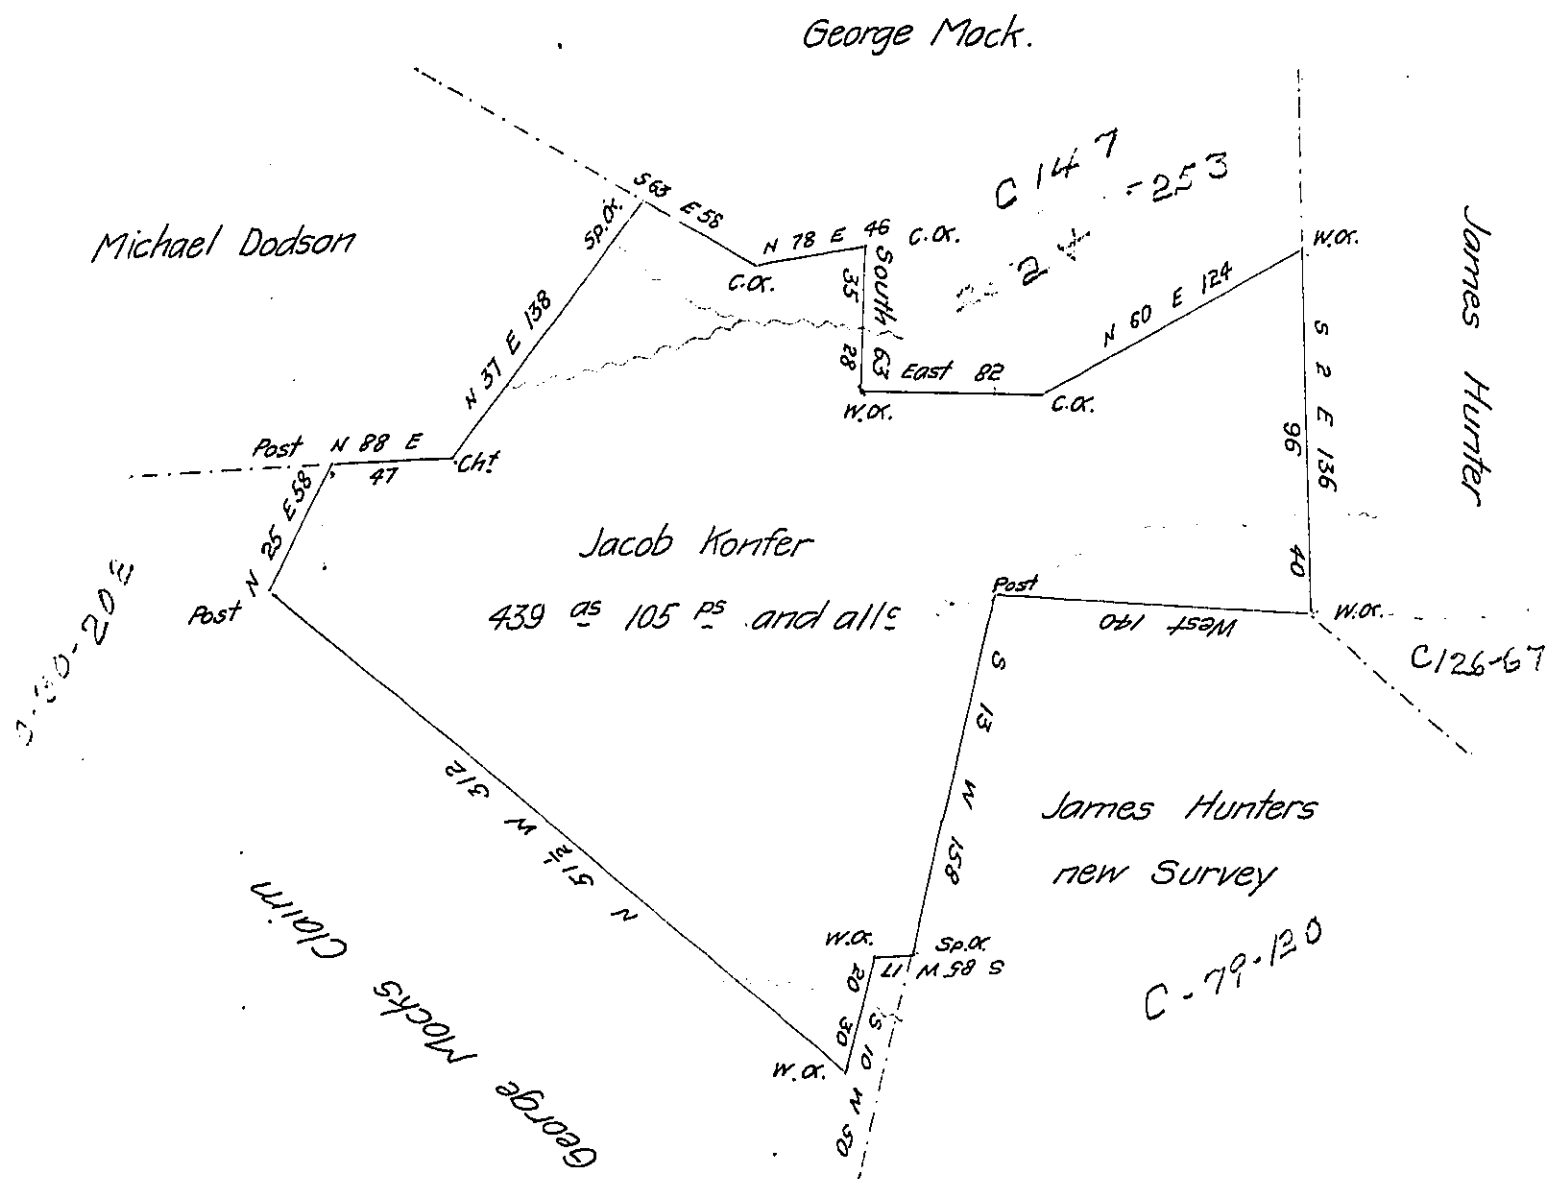 George Mock.
C 147
=253
Michael Dodson
James Hunter
Sp.O.
S 63 E 58
C.O.
N 78 E 46
C.O.
South 63
35
28
W.O.
East 82
C.O.
N 60 E 124
W.O.
S 2 E 136
96
40
W.O.
N 37 E 138
Cht
Post
N 88 E
47
N 25 E 58
Post
Jacob Konfer
439 as 105 ps and allc
Post
West 140
C126-67
S 13 W 158
James Hunters
new Survey
C-79-120
Sp.O.
S 85 W 17
W.O.
20
30
S 10 W 50
W.O.
N 51½ W 312
George Mocks Claim